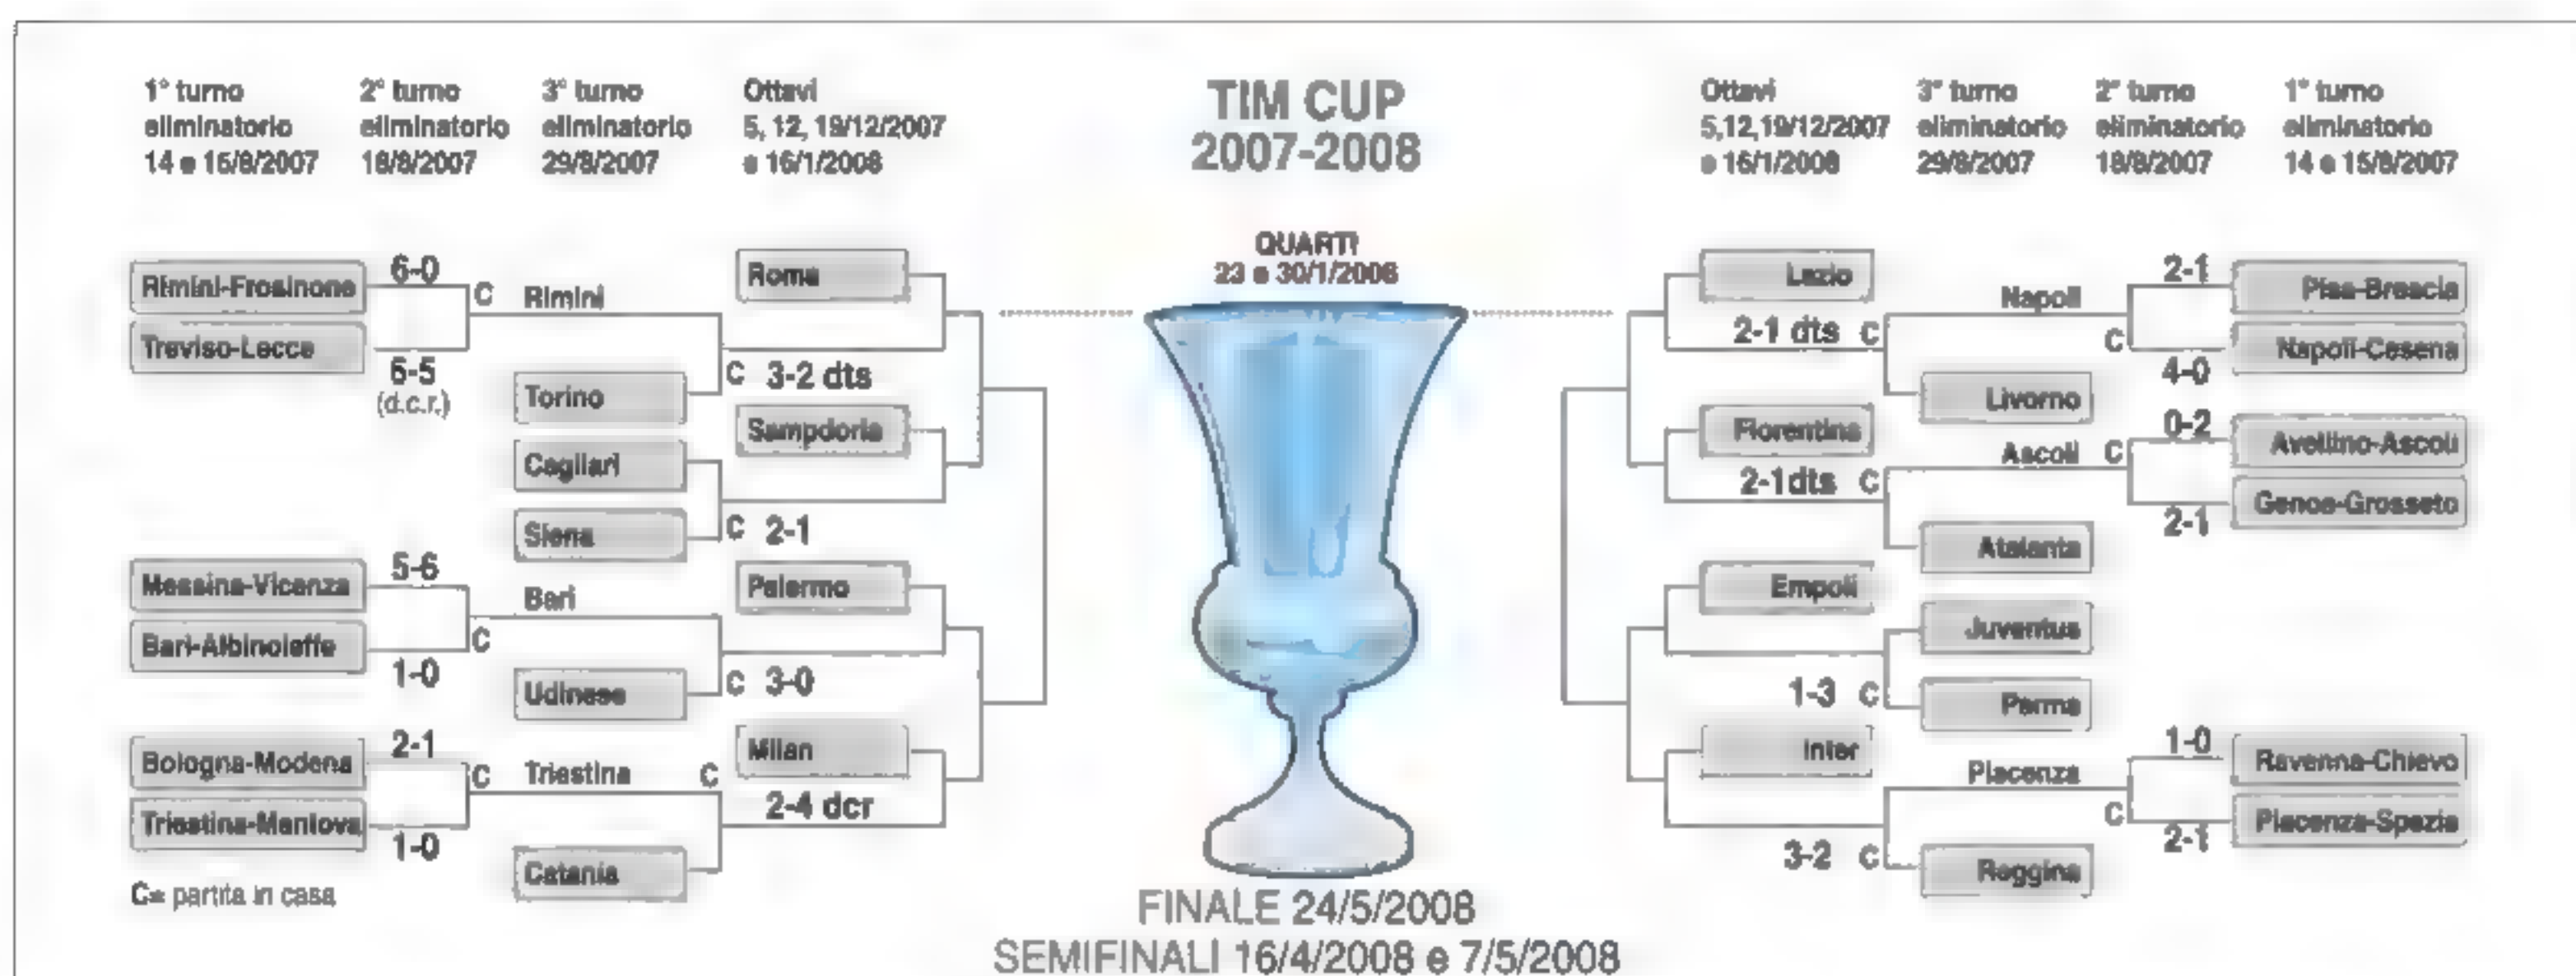 TIM CUP
2007-2008
1° turno
eliminatorio
14 e 15/8/2007
2° turno
eliminatorio
18/8/2007
3° turno
eliminatorio
29/8/2007
Ottavi
5, 12, 19/12/2007
e 16/1/2008
Ottavi
5,12,19/12/2007
e 16/1/2008
3° turno
eliminatorio
29/8/2007
2° turno
eliminatorio
18/8/2007
1° turno
eliminatorio
14 e 15/8/2007
QUARTI
23 e 30/1/2008
Rimini-Frosinone
6-0
Treviso-Lecce
6-5
(d.c.r.)
C
Rimini
Torino
C 3-2 dts
Roma
Cagliari
Siena
C 2-1
Sampdoria
Messina-Vicenza
5-6
Bari-Albinoleffe
1-0
C
Bari
Udinese
C 3-0
Palermo
Bologna-Modena
2-1
Triestina-Mantova
1-0
C
Triestina
C
Catania
2-4 dcr
Milan
C= partita in casa
Lazio
2-1 dts C
Napoli
Livorno
2-1
Pisa-Brescia
C
Napoli-Cesena
4-0
Fiorentina
2-1dts C
Ascoli
Atalanta
C
0-2
Avellino-Ascoli
Genoa-Grosseto
2-1
Empoli
Juventus
1-3 C
Parma
Inter
Piacenza
3-2 C
Reggina
1-0
Ravenna-Chievo
C
Piacenza-Spezia
2-1
FINALE 24/5/2008
SEMIFINALI 16/4/2008 e 7/5/2008